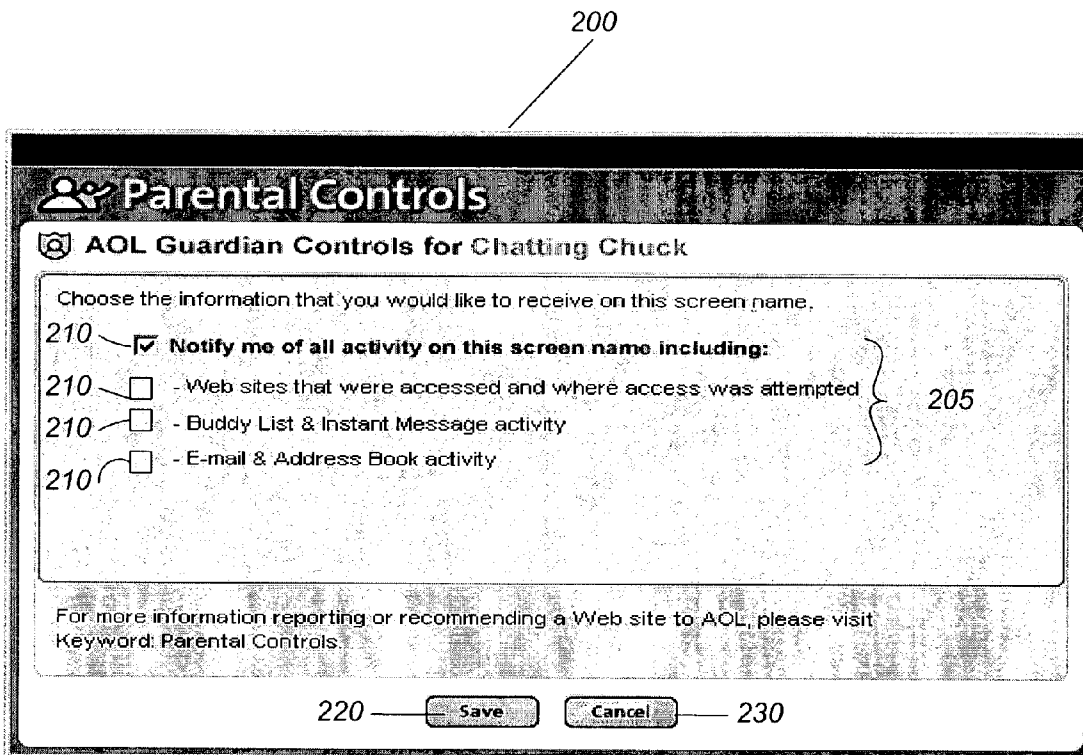 200
Parental Controls
AOL Guardian Controls for Chatting Chuck
Choose the information that you would like to receive on this screen name.
210 Notify me of all activity on this screen name including:
210 - Web sites that were accessed and where access was attempted 205
210 - Buddy List & Instant Message activity
210 - E-mail & Address Book activity
For more information reporting or recommending a Web site to AOL, please visit
Keyword: Parental Controls.
220 Save Cancel 230